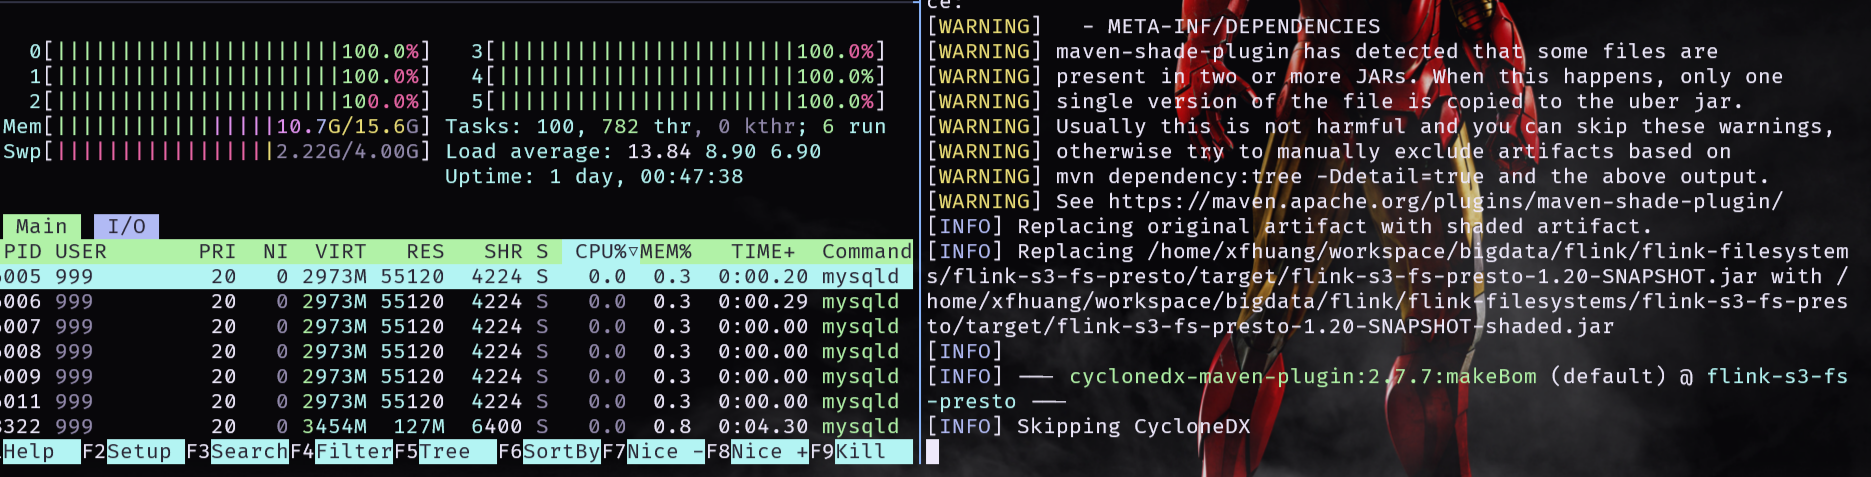 0[||||||||||||||||||||||100.0%]
1[||||||||||||||||||||||100.0%]
2[||||||||||||||||||||||100.0%]
Mem[|||||||||||||||||10.7G/15.6G]
Swp[|||||||||||||||||2.22G/4.00G]
3[|||||||||||||||||||||||100.0%]
4[|||||||||||||||||||||||100.0%]
5[|||||||||||||||||||||||100.0%]
Tasks: 100, 782 thr, 0 kthr; 6 run
Load average: 13.84 8.90 6.90
Uptime: 1 day, 00:47:38
Main I/O
PID USER PRI NI VIRT RES SHR S CPU%▽MEM% TIME+ Command
005 999 20 0 2973M 55120 4224 S 0.0 0.3 0:00.20 mysqld
006 999 20 0 2973M 55120 4224 S 0.0 0.3 0:00.29 mysqld
007 999 20 0 2973M 55120 4224 S 0.0 0.3 0:00.00 mysqld
008 999 20 0 2973M 55120 4224 S 0.0 0.3 0:00.00 mysqld
009 999 20 0 2973M 55120 4224 S 0.0 0.3 0:00.00 mysqld
011 999 20 0 2973M 55120 4224 S 0.0 0.3 0:00.00 mysqld
322 999 20 0 3454M 127M 6400 S 0.0 0.8 0:04.30 mysqld
Help F2Setup F3SearchF4FilterF5Tree F6SortByF7Nice -F8Nice +F9Kill
ce:
[WARNING]   - META-INF/DEPENDENCIES
[WARNING] maven-shade-plugin has detected that some files are
[WARNING] present in two or more JARs. When this happens, only one
[WARNING] single version of the file is copied to the uber jar.
[WARNING] Usually this is not harmful and you can skip these warnings,
[WARNING] otherwise try to manually exclude artifacts based on
[WARNING] mvn dependency:tree -Ddetail=true and the above output.
[WARNING] See https://maven.apache.org/plugins/maven-shade-plugin/
[INFO] Replacing original artifact with shaded artifact.
[INFO] Replacing /home/xfhuang/workspace/bigdata/flink/flink-filesystem
s/flink-s3-fs-presto/target/flink-s3-fs-presto-1.20-SNAPSHOT.jar with /
home/xfhuang/workspace/bigdata/flink/flink-filesystems/flink-s3-fs-pres
to/target/flink-s3-fs-presto-1.20-SNAPSHOT-shaded.jar
[INFO]
[INFO] --- cyclonedx-maven-plugin:2.7.7:makeBom (default) @ flink-s3-fs
-presto ---
[INFO] Skipping CycloneDX